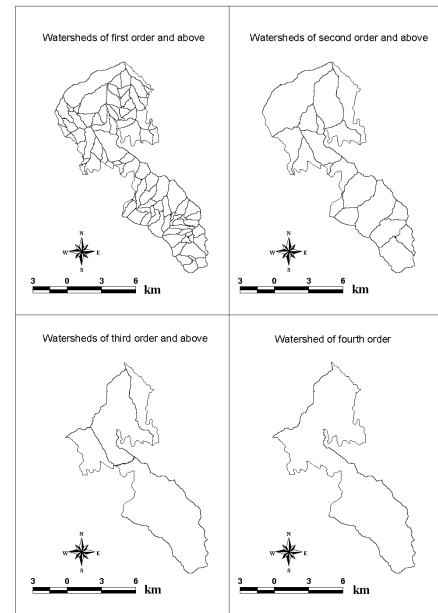 Watersheds of first order and above
N
W E
S
3 0 3 6
km
Watersheds of second order and above
N
W E
S
3 0 3 6
km
Watersheds of third order and above
N
W E
S
3 0 3 6
km
Watershed of fourth order
N
W E
S
3 0 3 6
km